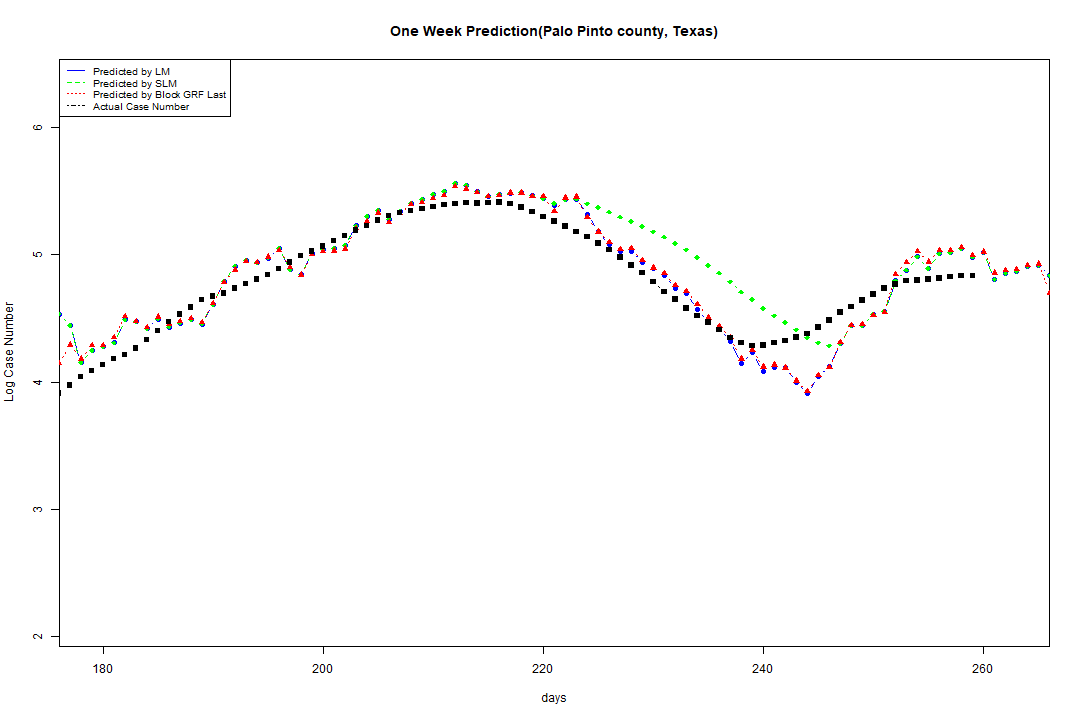 One Week Prediction(Palo Pinto county, Texas)
Predicted by LM
Predicted by SLM
Predicted by Block GRF Last
Actual Case Number
Log Case Number
6
5
4
3
2
180 200 220 240 260
days